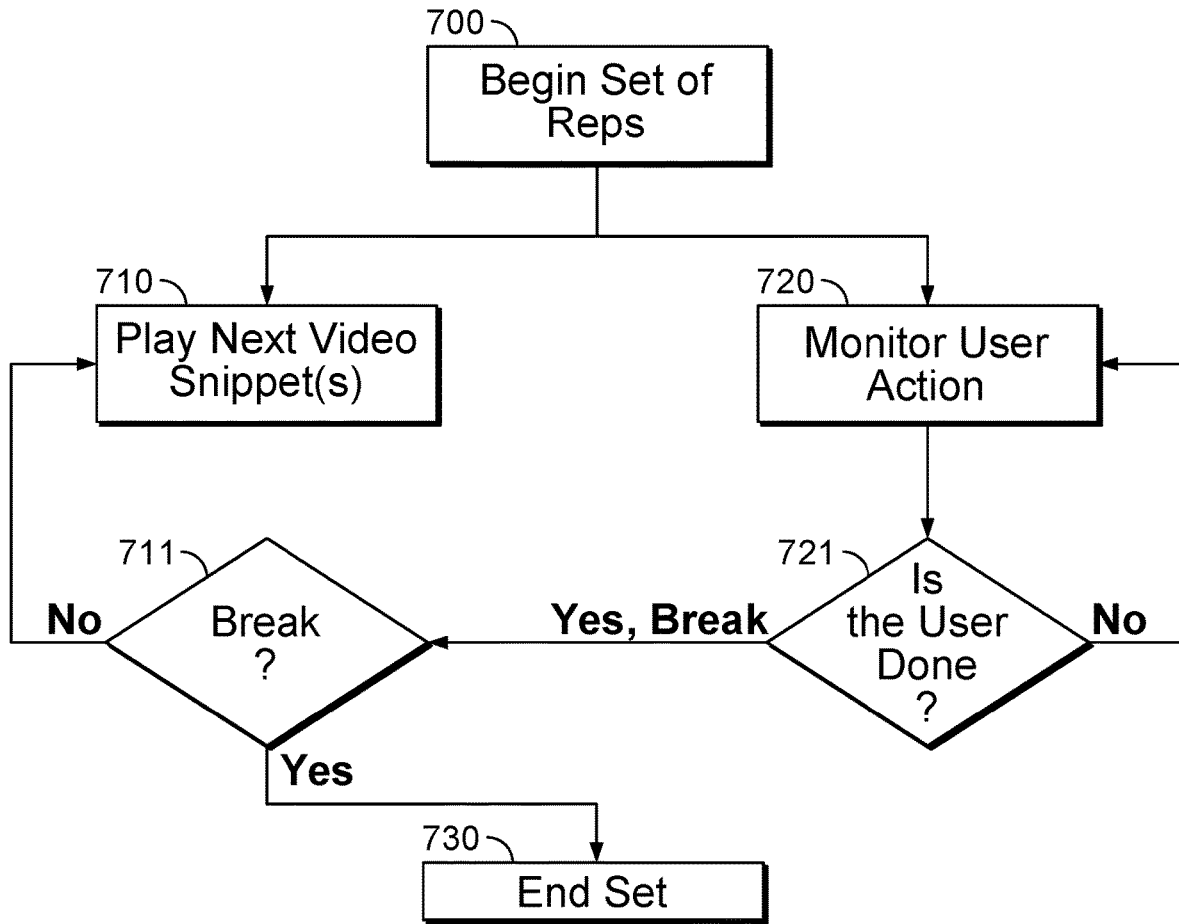 700
Begin Set of
Reps
710
Play Next Video
Snippet(s)
720
Monitor User
Action
711
Break
?
No
Yes
Yes, Break
721
Is
the User
Done
?
No
730
End Set